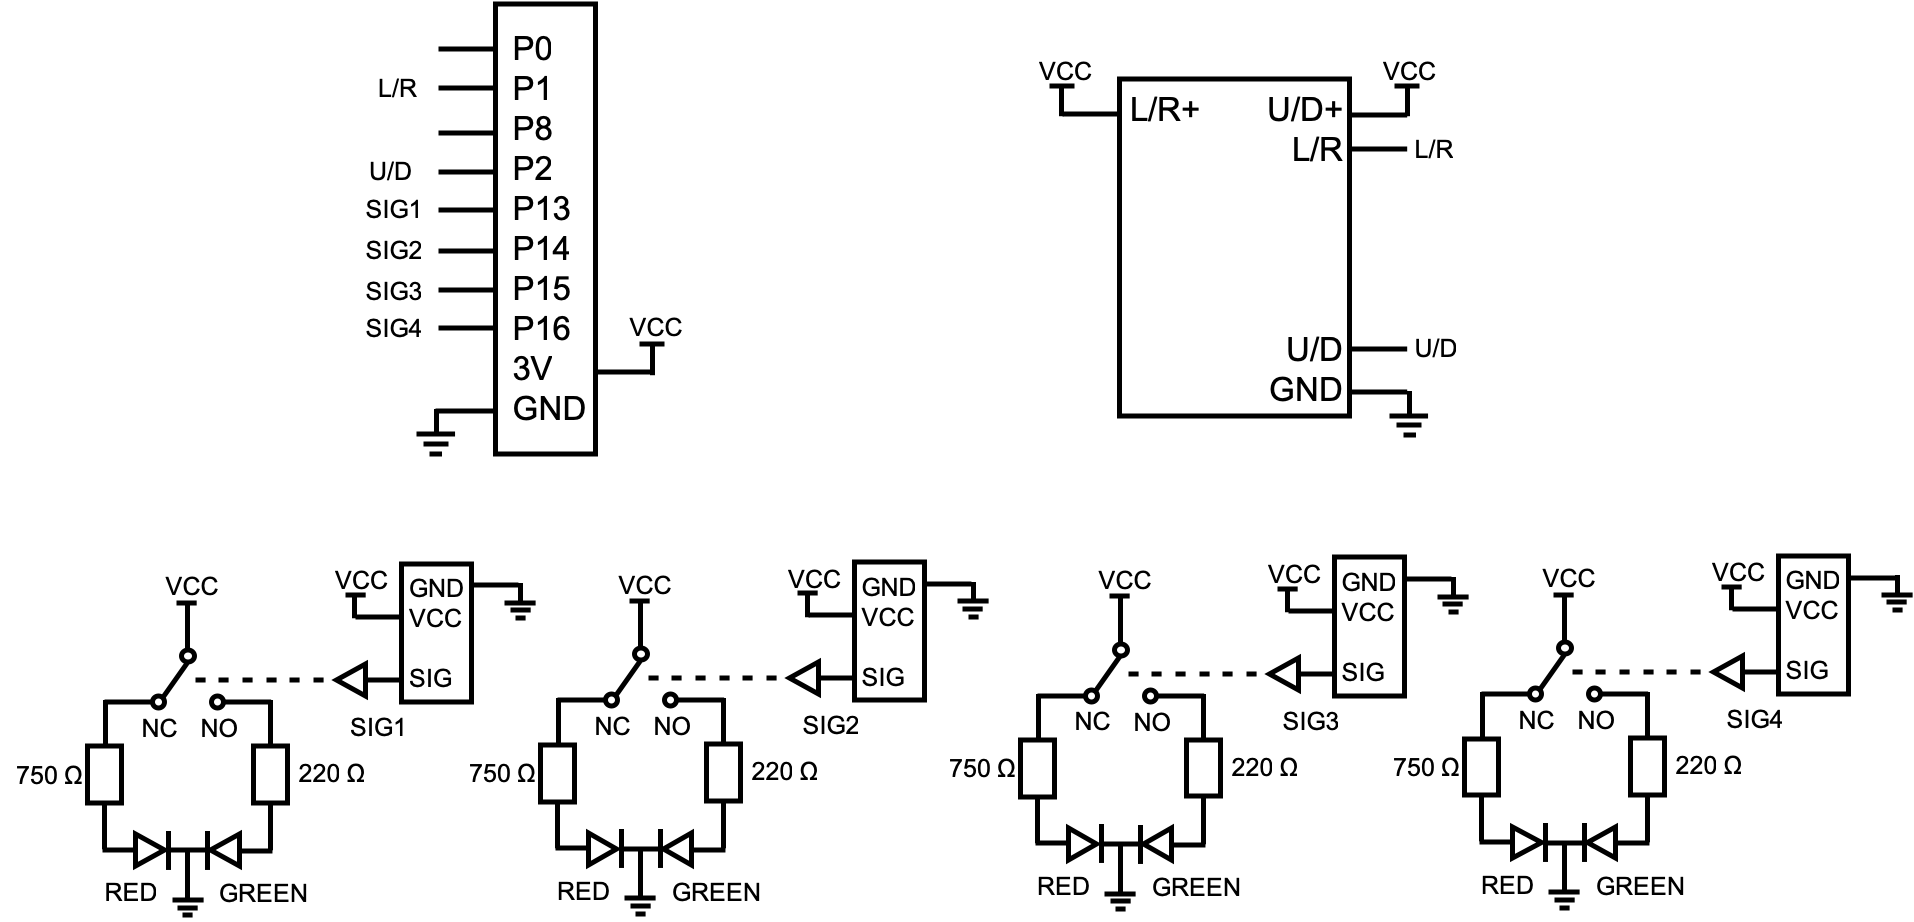 P0
L/R P1
P8
U/D P2
SIG1 P13
SIG2 P14
SIG3 P15
SIG4 P16
3V VCC
GND
VCC VCC
L/R+ U/D+
L/R L/R
U/D U/D
GND
VCC VCC GND
VCC
SIG
NC NO SIG1
750 Ω 220 Ω
RED GREEN
VCC VCC GND
VCC
SIG
NC NO SIG2
750 Ω 220 Ω
RED GREEN
VCC VCC GND
VCC
SIG
NC NO SIG3
750 Ω 220 Ω
RED GREEN
VCC VCC GND
VCC
SIG
NC NO SIG4
750 Ω 220 Ω
RED GREEN